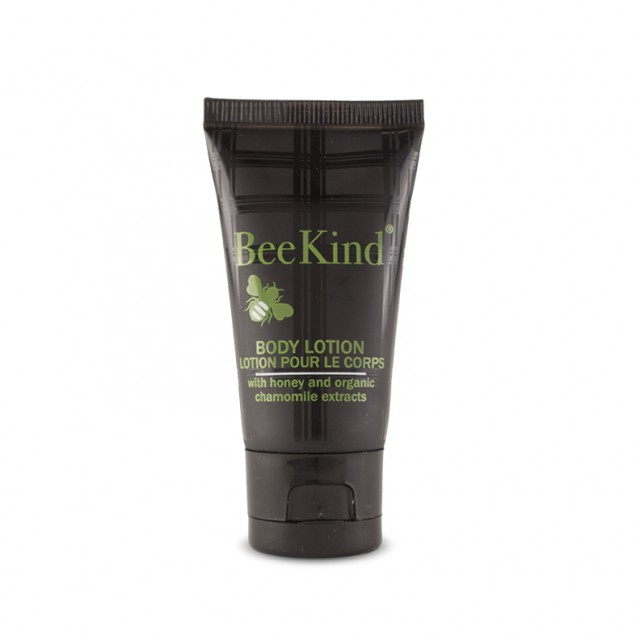 BeeKind®
BODY LOTION
LOTION POUR LE CORPS
with honey and organic
chamomile extracts